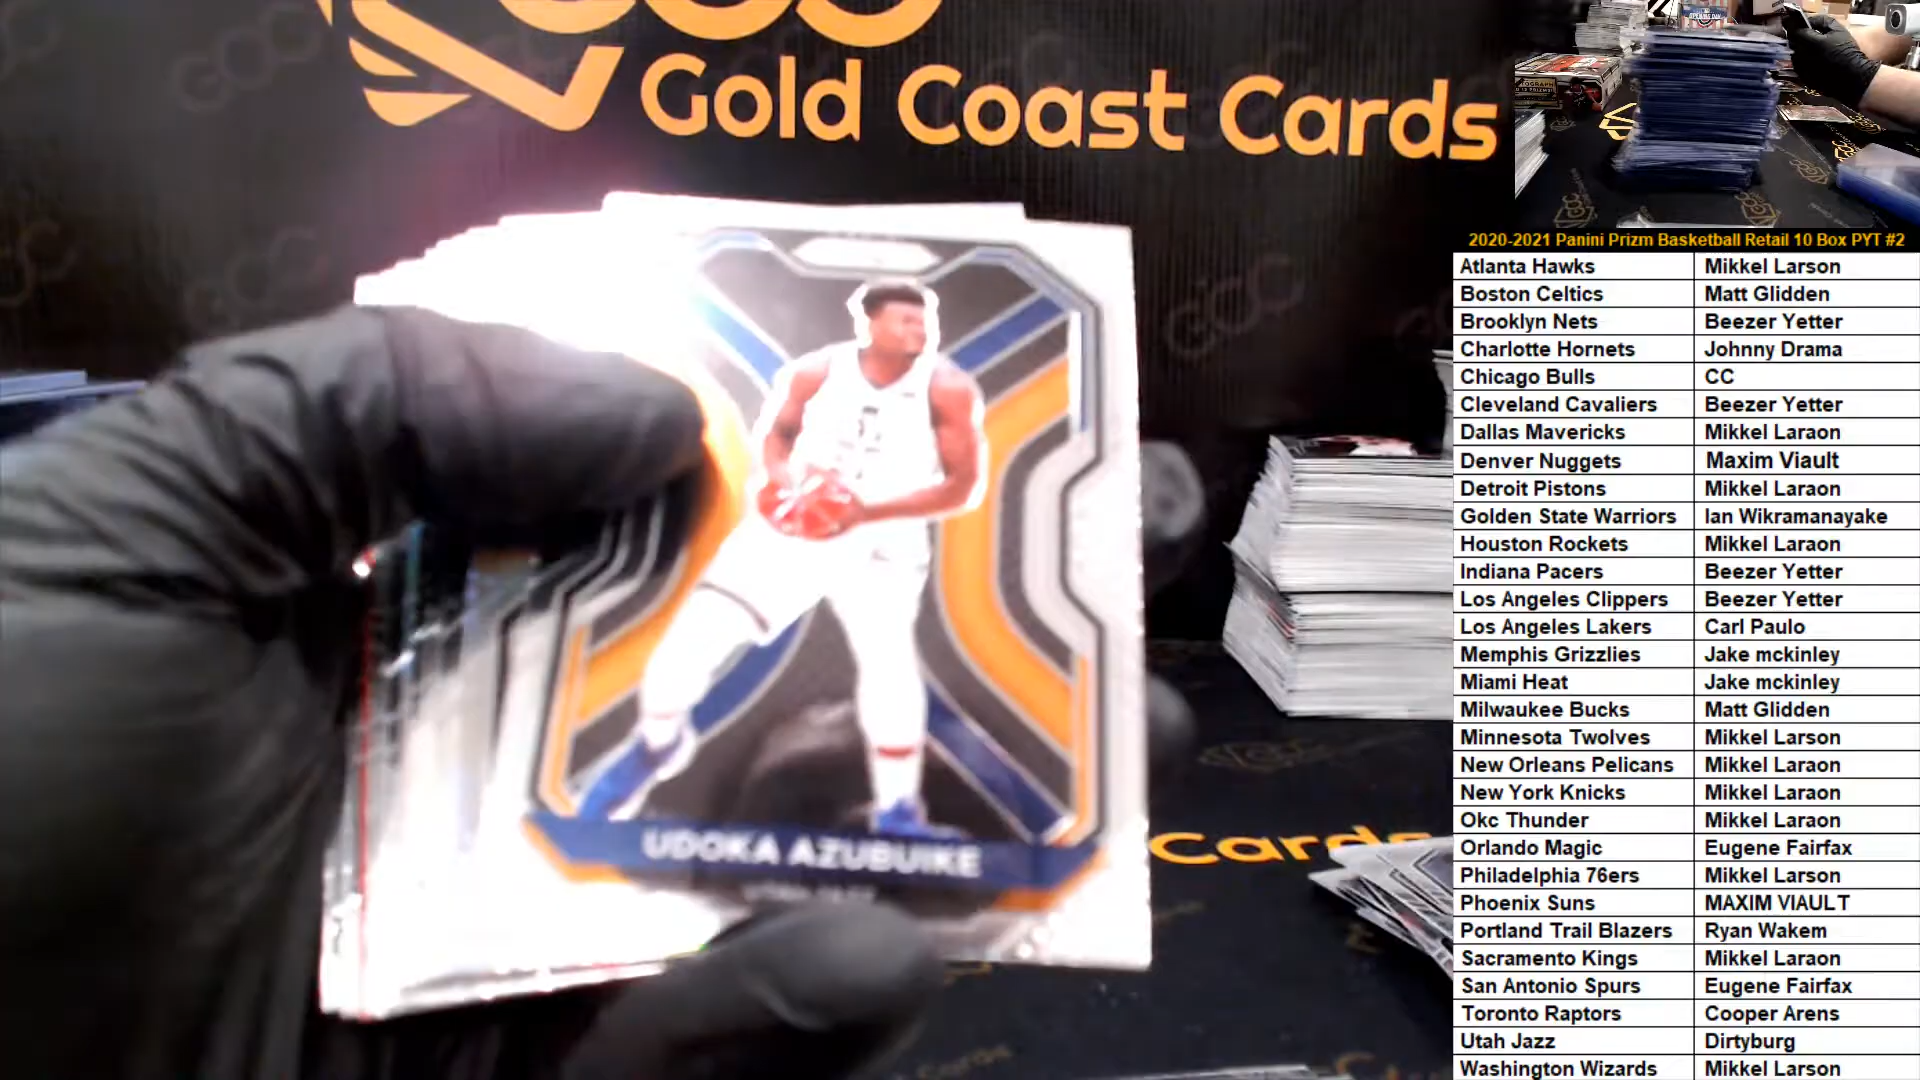 Gold Coast Cards
UDOKA AZUBUIKE
Cards
2020-2021 Panini Prizm Basketball Retail 10 Box PYT #2
Atlanta Hawks Mikkel Larson
Boston Celtics Matt Glidden
Brooklyn Nets Beezer Yetter
Charlotte Hornets Johnny Drama
Chicago Bulls CC
Cleveland Cavaliers Beezer Yetter
Dallas Mavericks Mikkel Laraon
Denver Nuggets Maxim Viault
Detroit Pistons Mikkel Laraon
Golden State Warriors Ian Wikramanayake
Houston Rockets Mikkel Laraon
Indiana Pacers Beezer Yetter
Los Angeles Clippers Beezer Yetter
Los Angeles Lakers Carl Paulo
Memphis Grizzlies Jake mckinley
Miami Heat Jake mckinley
Milwaukee Bucks Matt Glidden
Minnesota Twolves Mikkel Larson
New Orleans Pelicans Mikkel Laraon
New York Knicks Mikkel Laraon
Okc Thunder Mikkel Laraon
Orlando Magic Eugene Fairfax
Philadelphia 76ers Mikkel Larson
Phoenix Suns MAXIM VIAULT
Portland Trail Blazers Ryan Wakem
Sacramento Kings Mikkel Laraon
San Antonio Spurs Eugene Fairfax
Toronto Raptors Cooper Arens
Utah Jazz Dirtyburg
Washington Wizards Mikkel Larson